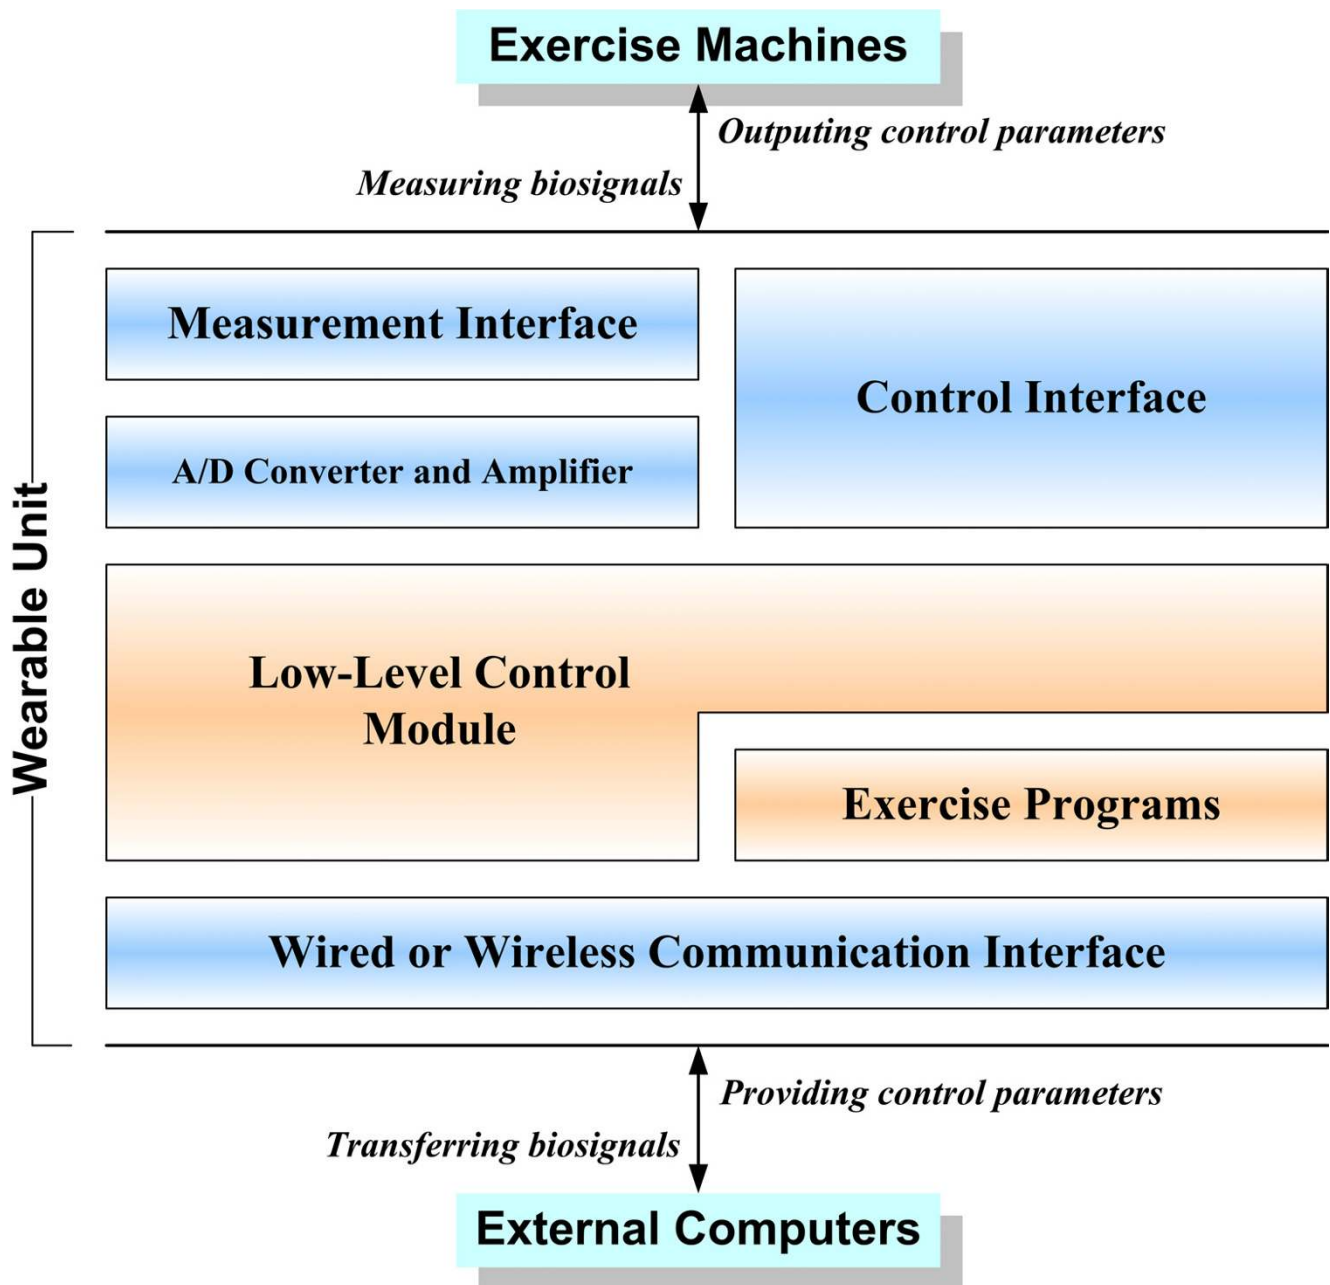 Exercise Machines
Outputing control parameters
Measuring biosignals
Measurement Interface
Control Interface
A/D Converter and Amplifier
Wearable Unit
Low-Level Control
Module
Exercise Programs
Wired or Wireless Communication Interface
Providing control parameters
Transferring biosignals
External Computers